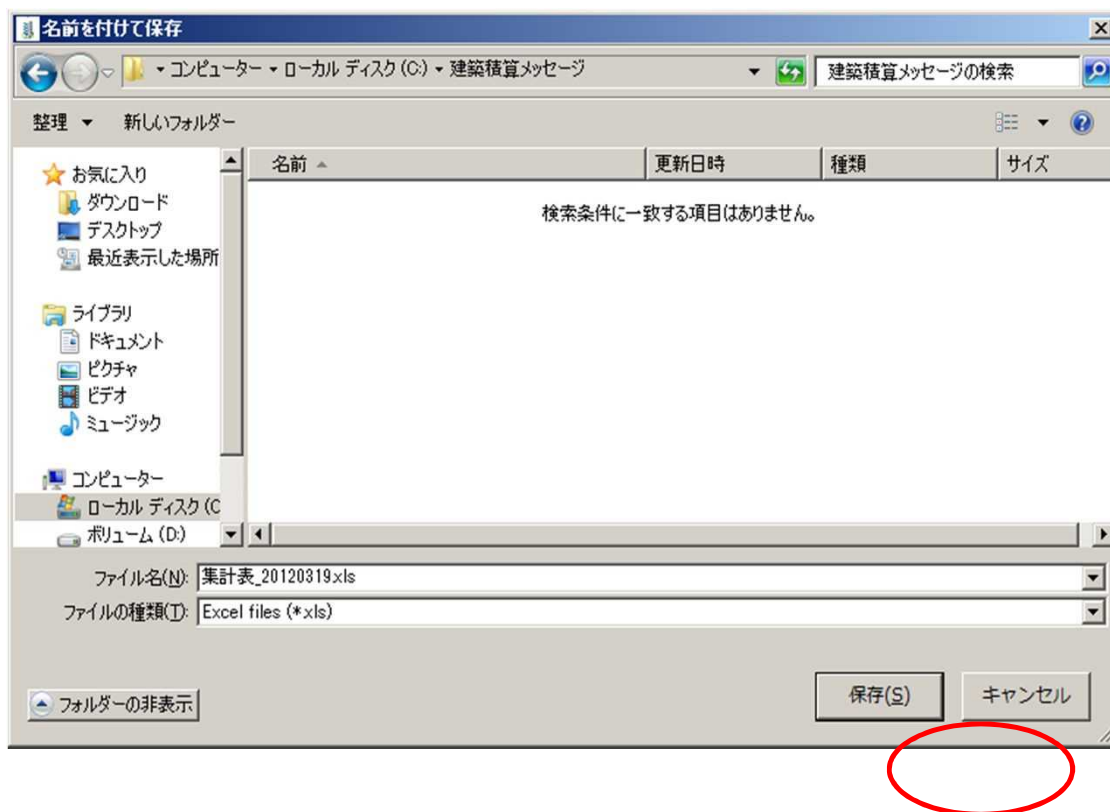 名前を付けて保存
コンピューター ▾ ローカル ディスク (C:) ▾ 建築積算メッセージ
建築積算メッセージの検索
整理 ▼ 新しいフォルダー
お気に入り
ダウンロード
デスクトップ
最近表示した場所
ライブラリ
ドキュメント
ピクチャ
ビデオ
ミュージック
コンピューター
ローカル ディスク (C
ボリューム (D:)
名前 更新日時 種類 サイズ
検索条件に一致する項目はありません。
ファイル名(N): 集計表_20120319.xls
ファイルの種類(T): Excel files (*.xls)
フォルダーの非表示
保存(S) キャンセル